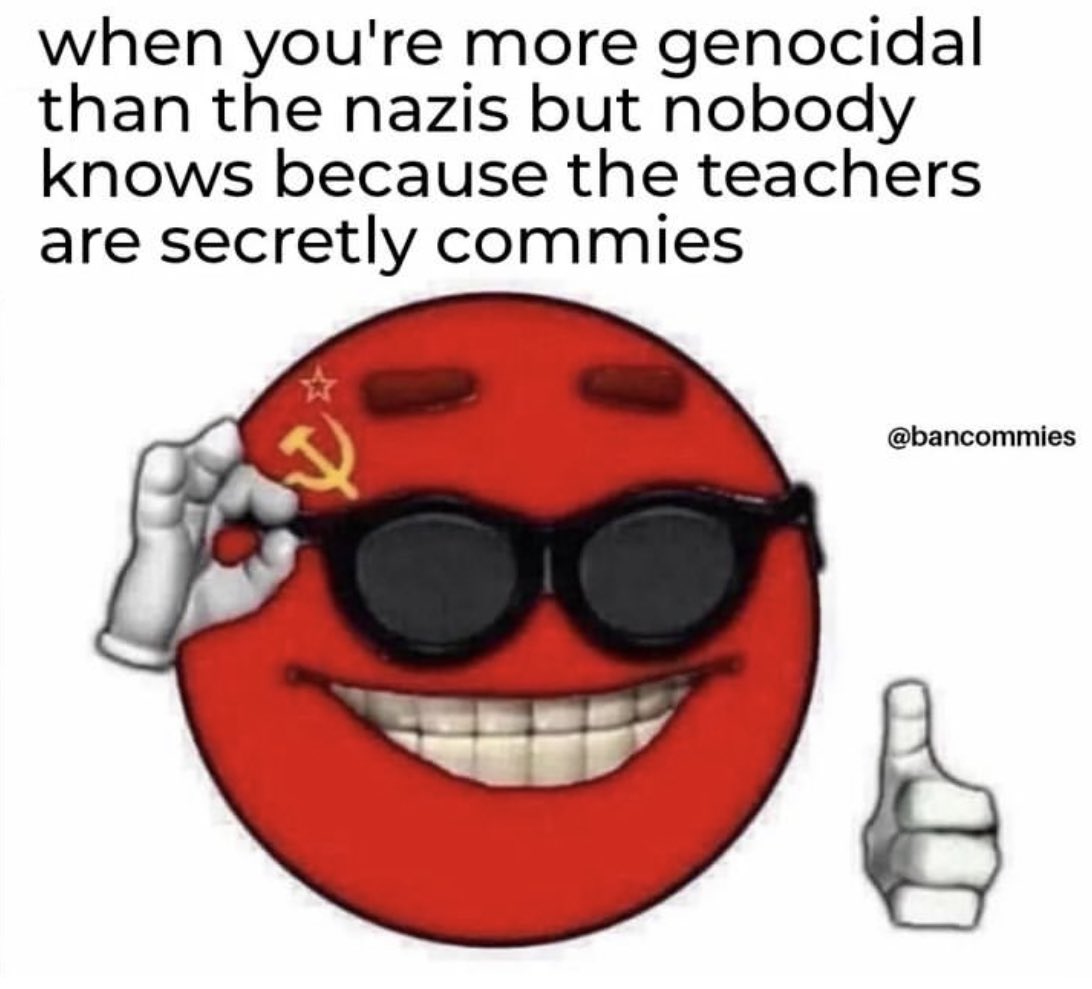 when you're more genocidal
than the nazis but nobody
knows because the teachers
are secretly commies
@bancommies